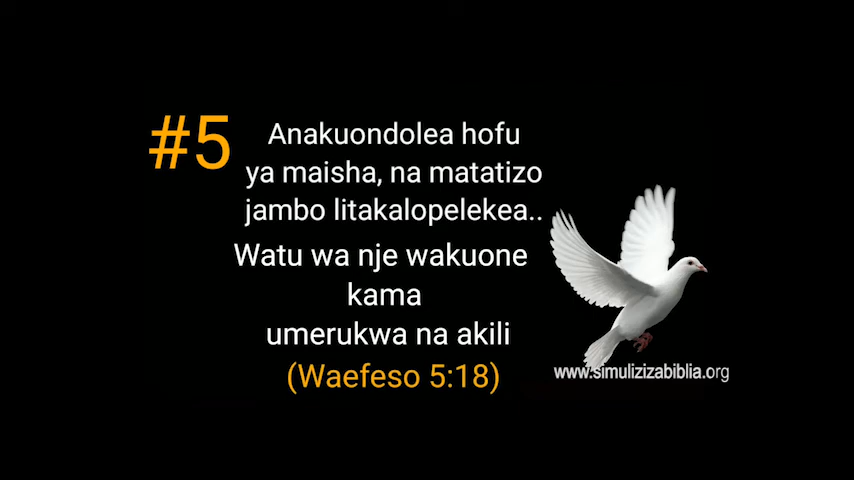 #5
Anakuondolea hofu
ya maisha, na matatizo
jambo litakalopelekea..
Watu wa nje wakuone
kama
umerukwa na akili
(Waefeso 5:18)
www.simulizizabiblia.org